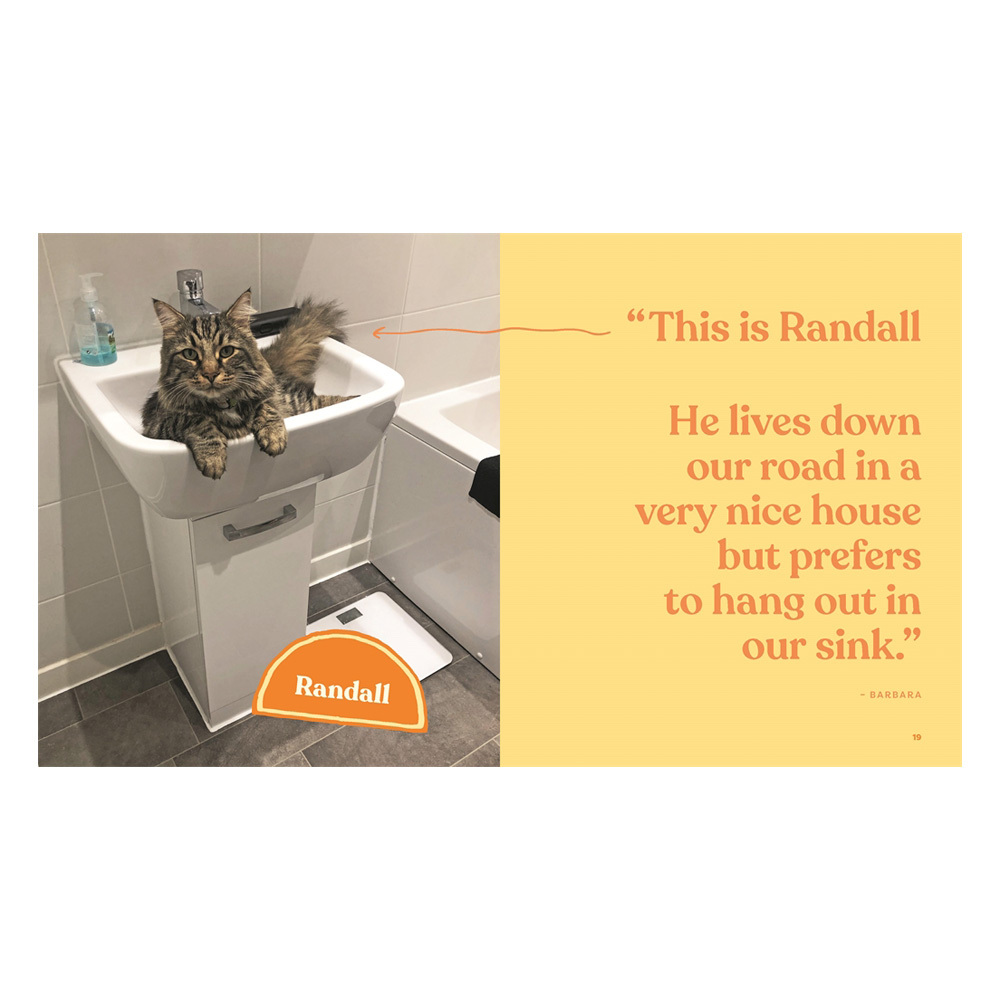 Randall
“This is Randall
He lives down
our road in a
very nice house
but prefers
to hang out in
our sink.”
~ BARBARA
19